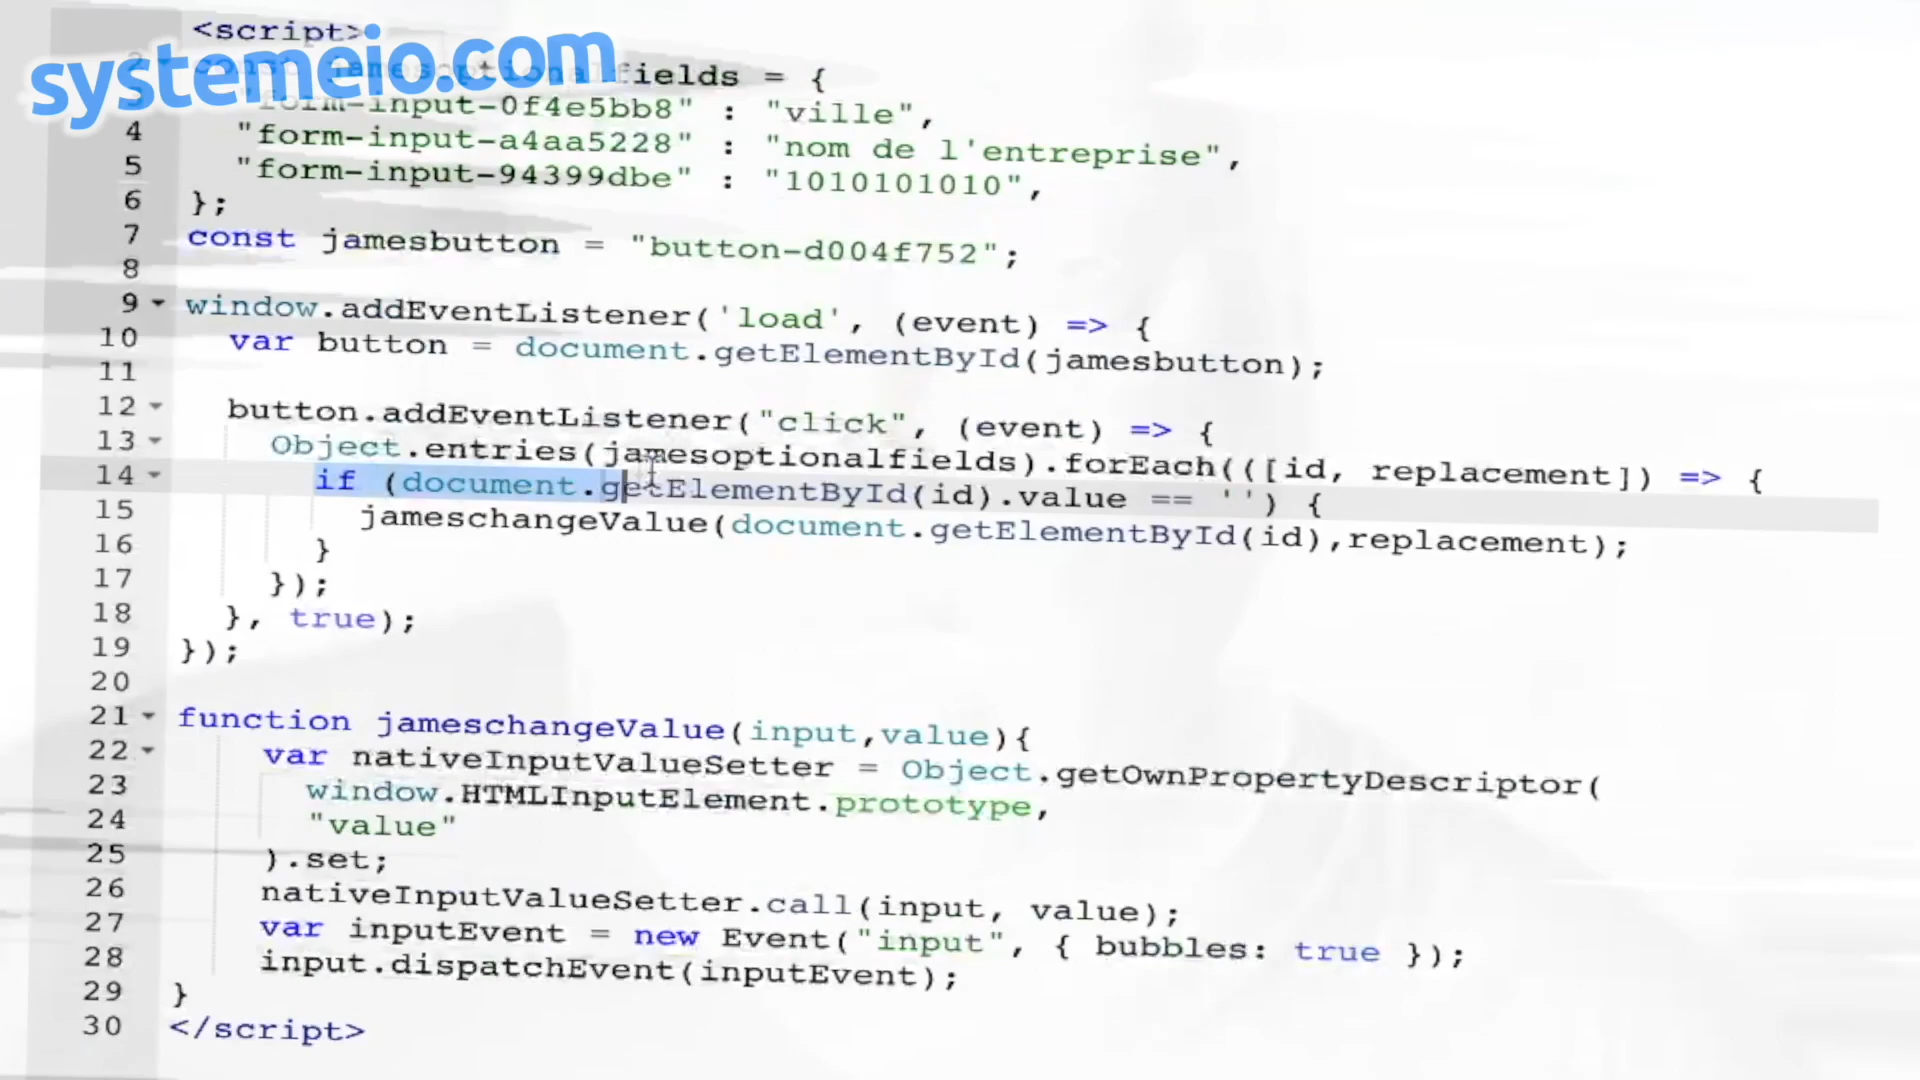 <script>
systemeio.com
const jamesoptionalfields = {
"form-input-0f4e5bb8" : "ville",
4 "form-input-a4aa5228" : "nom de l'entreprise",
5 "form-input-94399dbe" : "1010101010",
6 };
7 const jamesbutton = "button-d004f752";
8
9 window.addEventListener('load', (event) => {
10 var button = document.getElementById(jamesbutton);
11
12 button.addEventListener("click", (event) => {
13 Object.entries(jamesoptionalfields).forEach(([id, replacement]) => {
14 if (document.getElementById(id).value == '') {
15 jameschangeValue(document.getElementById(id),replacement);
16 }
17 });
18 }, true);
19 });
20
21 function jameschangeValue(input,value){
22 var nativeInputValueSetter = Object.getOwnPropertyDescriptor(
23 window.HTMLInputElement.prototype,
24 "value"
25 ).set;
26 nativeInputValueSetter.call(input, value);
27 var inputEvent = new Event("input", { bubbles: true });
28 input.dispatchEvent(inputEvent);
29 }
30 </script>